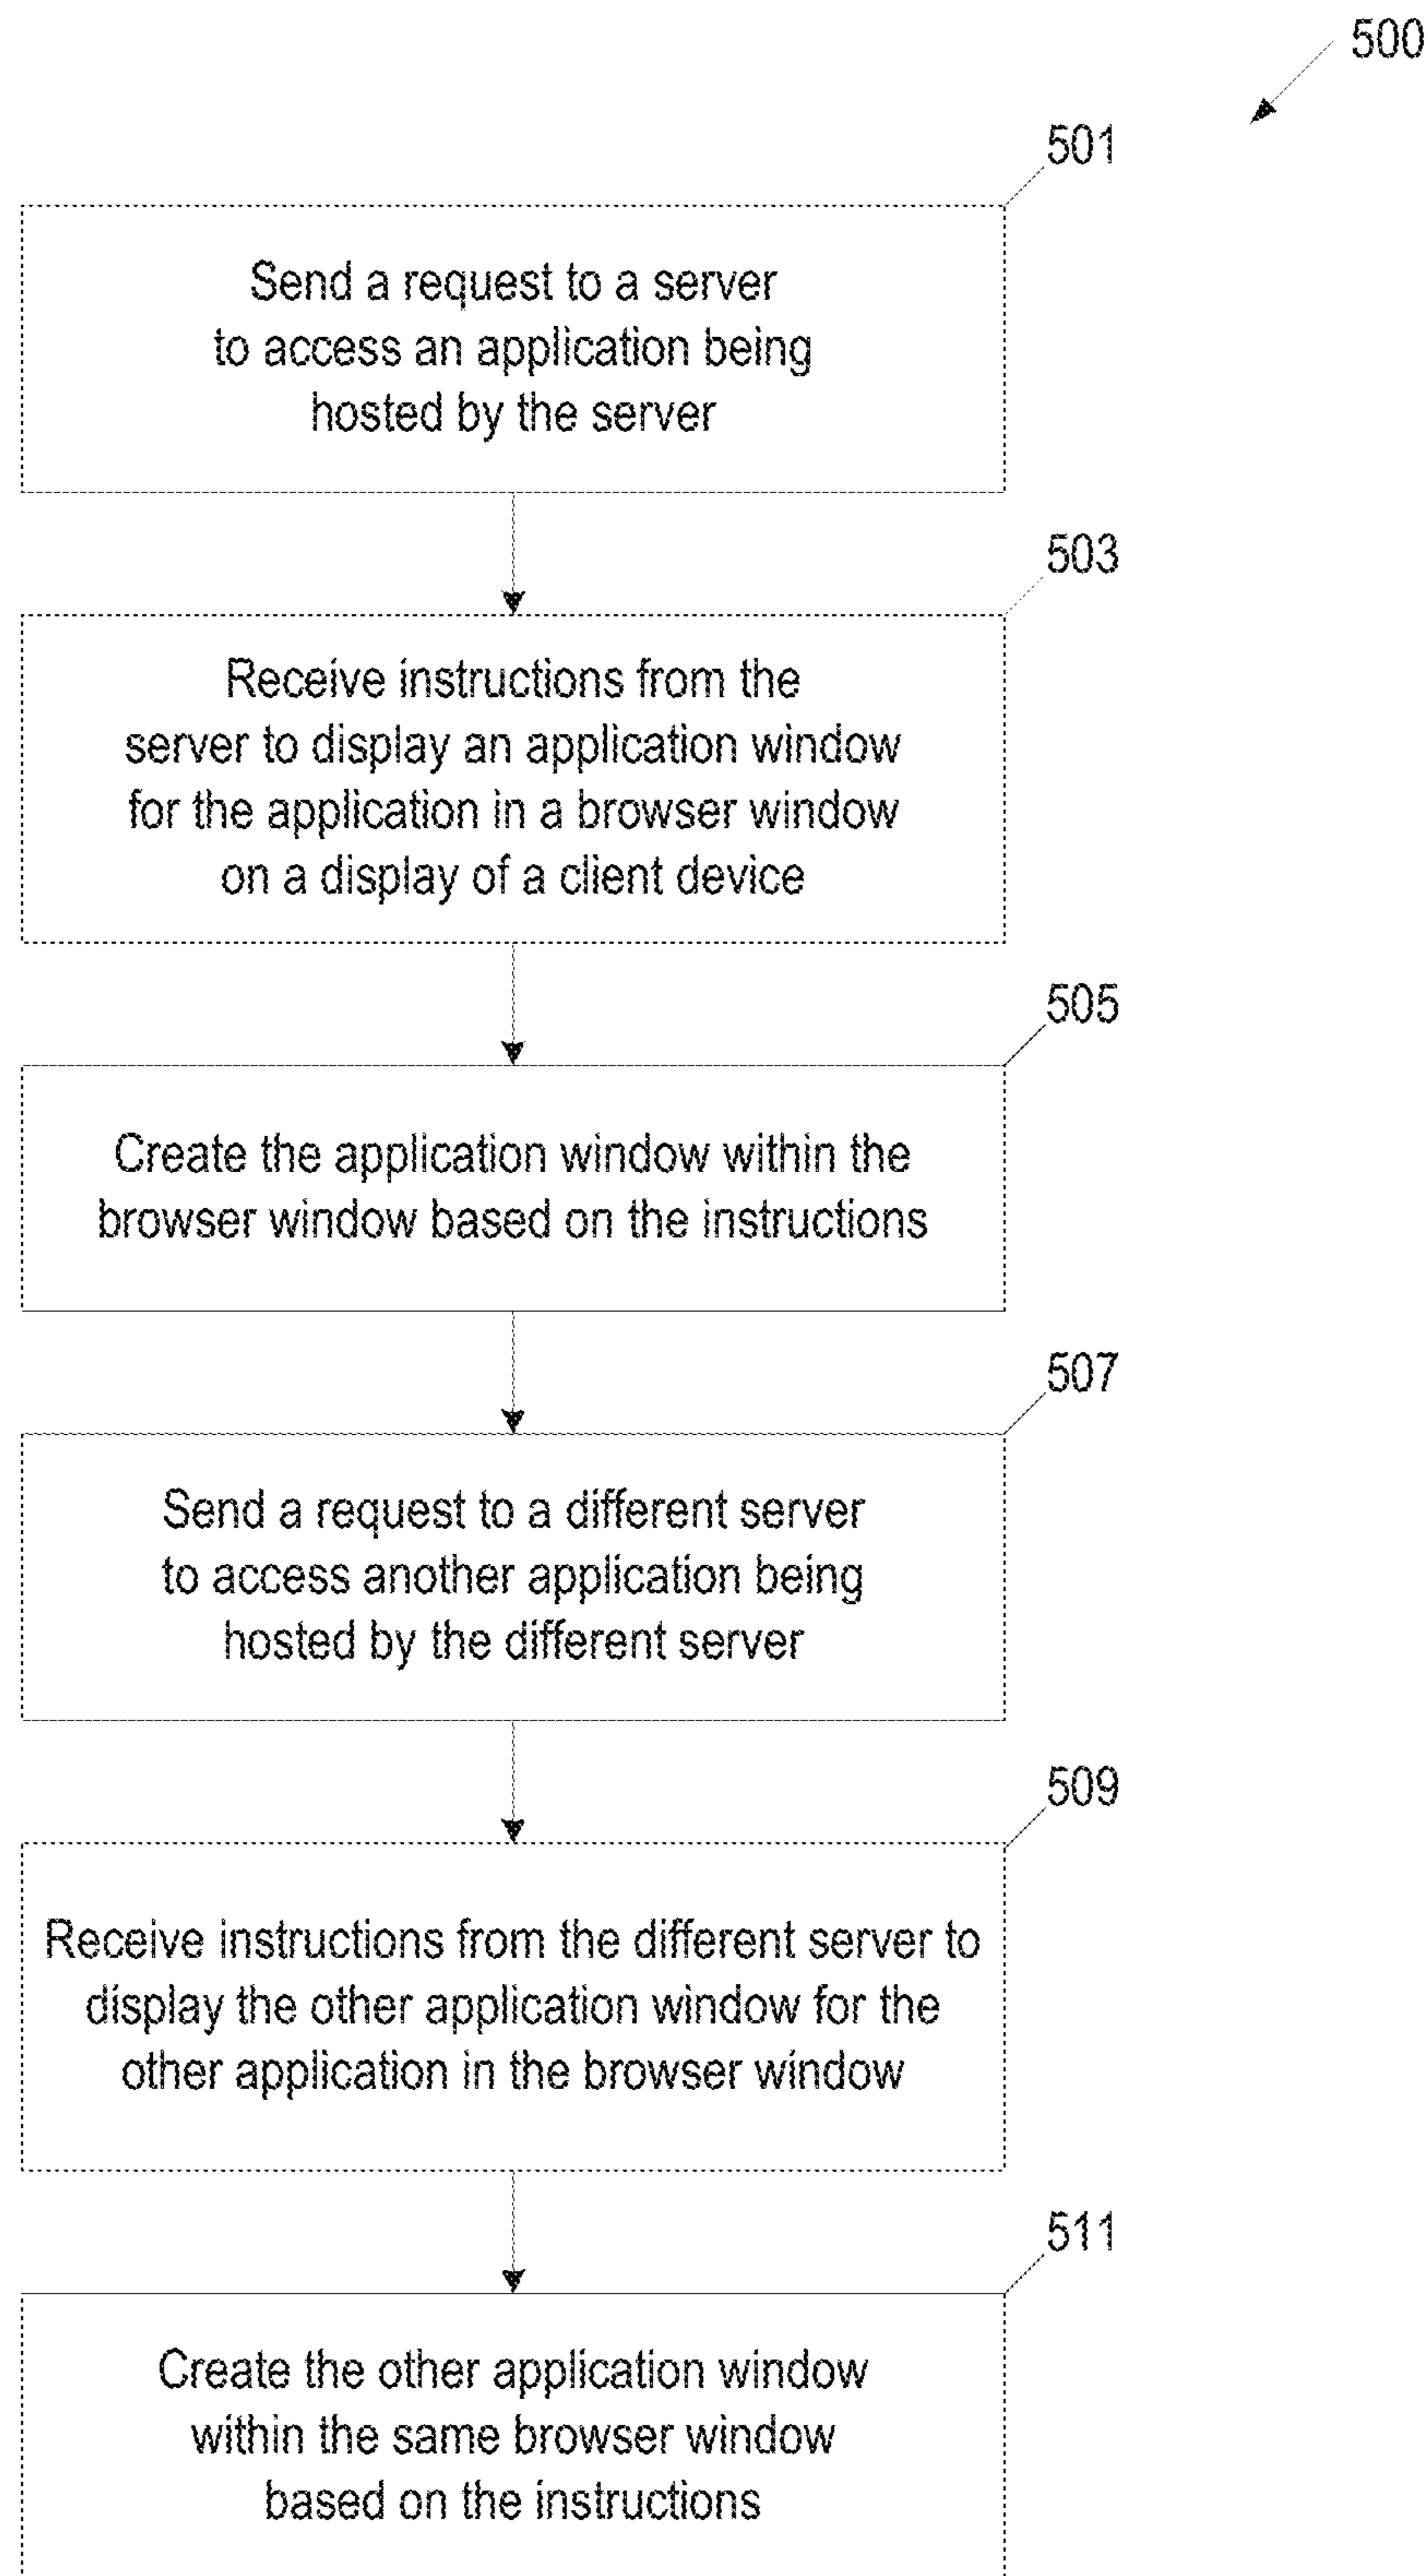 500
501
Send a request to a server
to access an application being
hosted by the server
503
Receive instructions from the
server to display an application window
for the application in a browser window
on a display of a client device
505
Create the application window within the
browser window based on the instructions
507
Send a request to a different server
to access another application being
hosted by the different server
509
Receive instructions from the different server to
display the other application window for the
other application in the browser window
511
Create the other application window
within the same browser window
based on the instructions